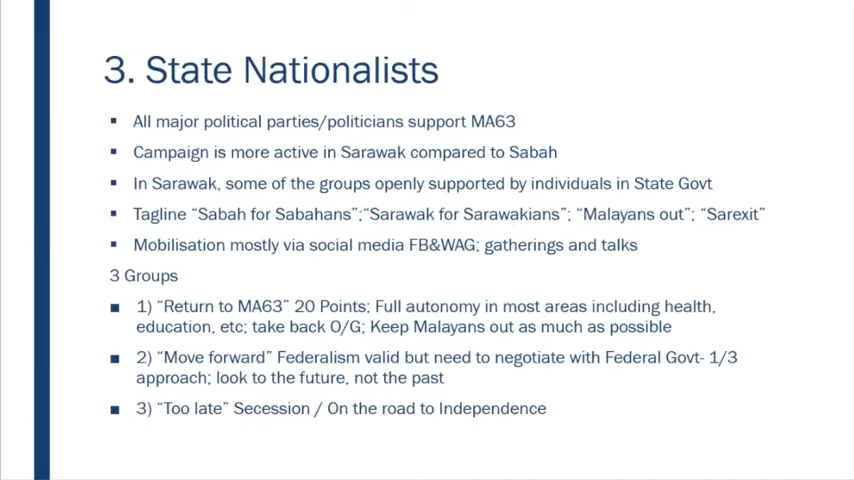 3. State Nationalists
▪ All major political parties/politicians support MA63
▪ Campaign is more active in Sarawak compared to Sabah
▪ In Sarawak, some of the groups openly supported by individuals in State Govt
▪ Tagline “Sabah for Sabahans”;“Sarawak for Sarawakians”; “Malayans out”; “Sarexit”
▪ Mobilisation mostly via social media FB&WAG; gatherings and talks
3 Groups
■ 1) “Return to MA63” 20 Points; Full autonomy in most areas including health,
education, etc; take back O/G; Keep Malayans out as much as possible
■ 2) “Move forward” Federalism valid but need to negotiate with Federal Govt- 1/3
approach; look to the future, not the past
■ 3) “Too late” Secession / On the road to Independence